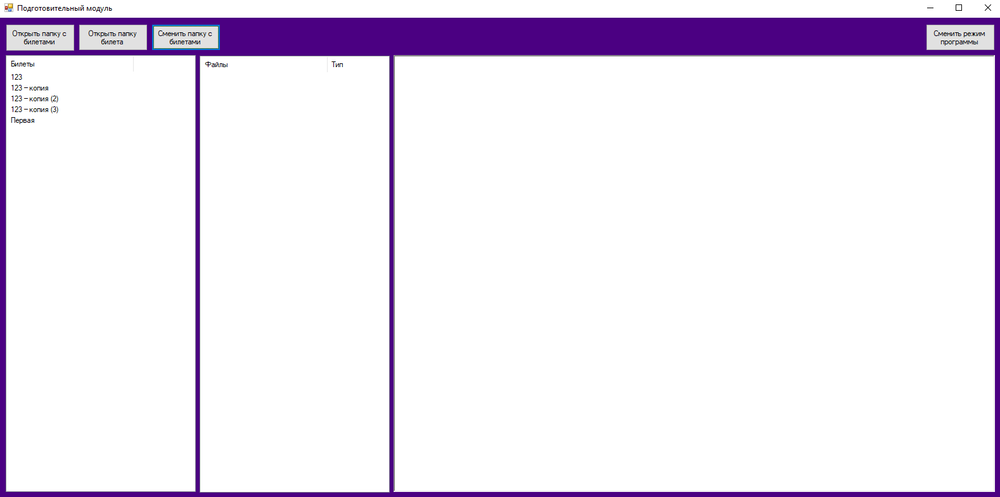 Подготовительный модуль
Открыть папку с
билетами
Открыть папку
билета
Сменить папку с
билетами
Сменить режим
программы
Билеты
123
123 – копия
123 – копия (2)
123 – копия (3)
Первая
Файлы
Тип